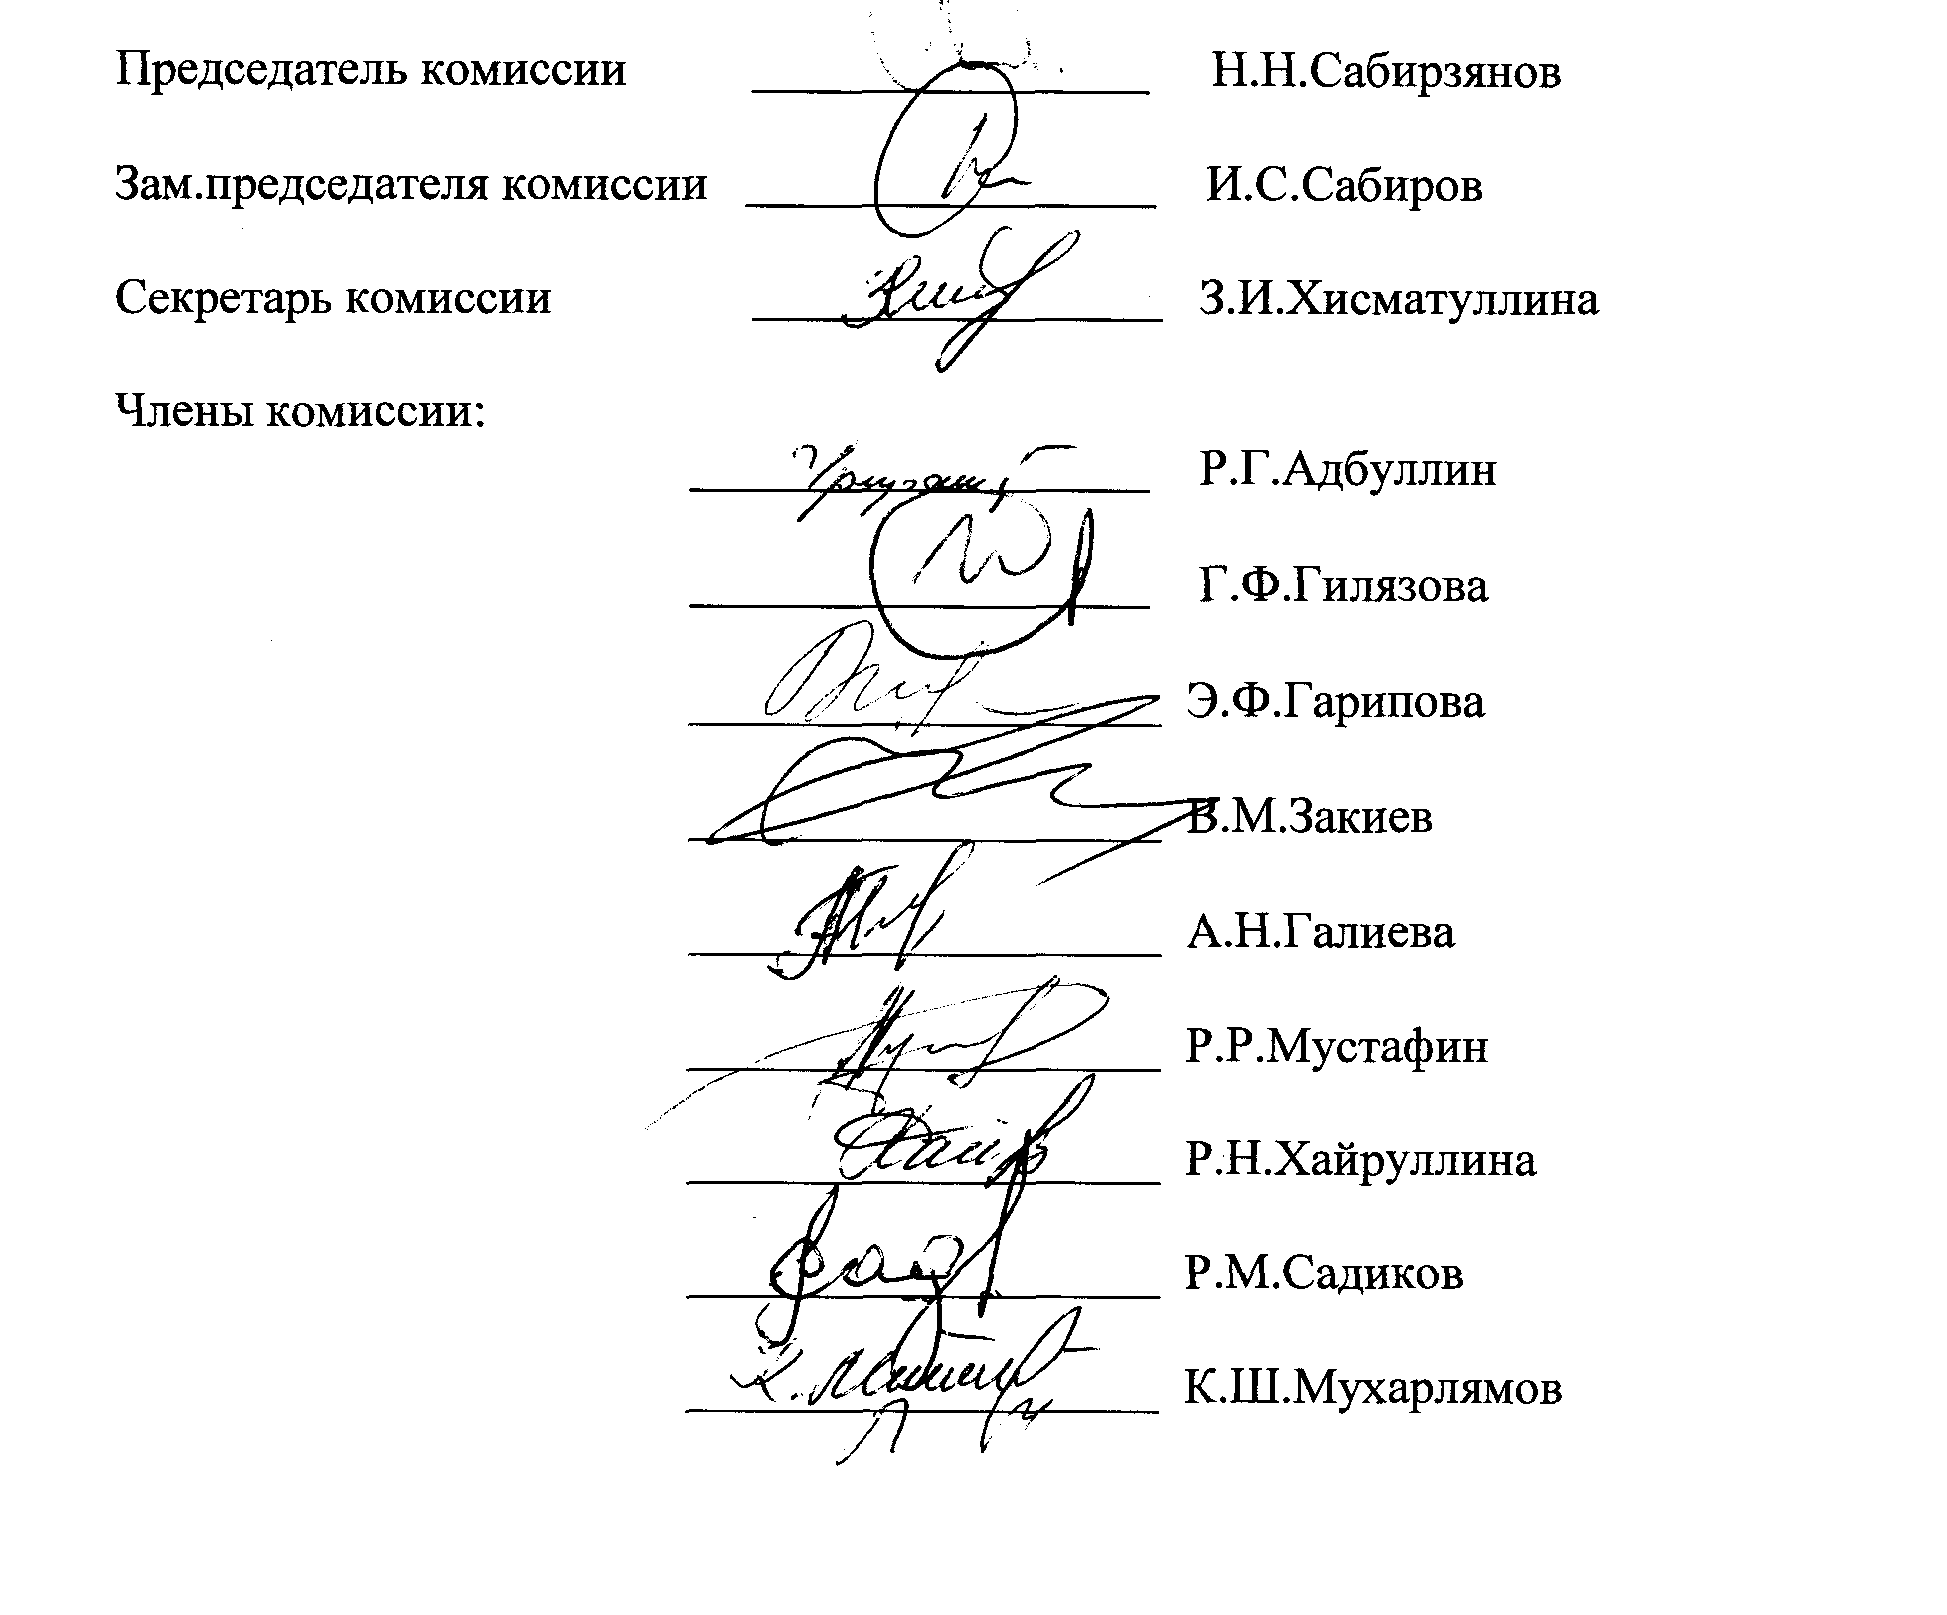 Председатель комиссии Н.Н.Сабирзянов
Зам.председателя комиссии И.С.Сабиров
Секретарь комиссии З.И.Хисматуллина
Члены комиссии:
Р.Г.Адбуллин
Г.Ф.Гилязова
Э.Ф.Гарипова
В.М.Закиев
А.Н.Галиева
Р.Р.Мустафин
Р.Н.Хайруллина
Р.М.Садиков
К.Ш.Мухарлямов